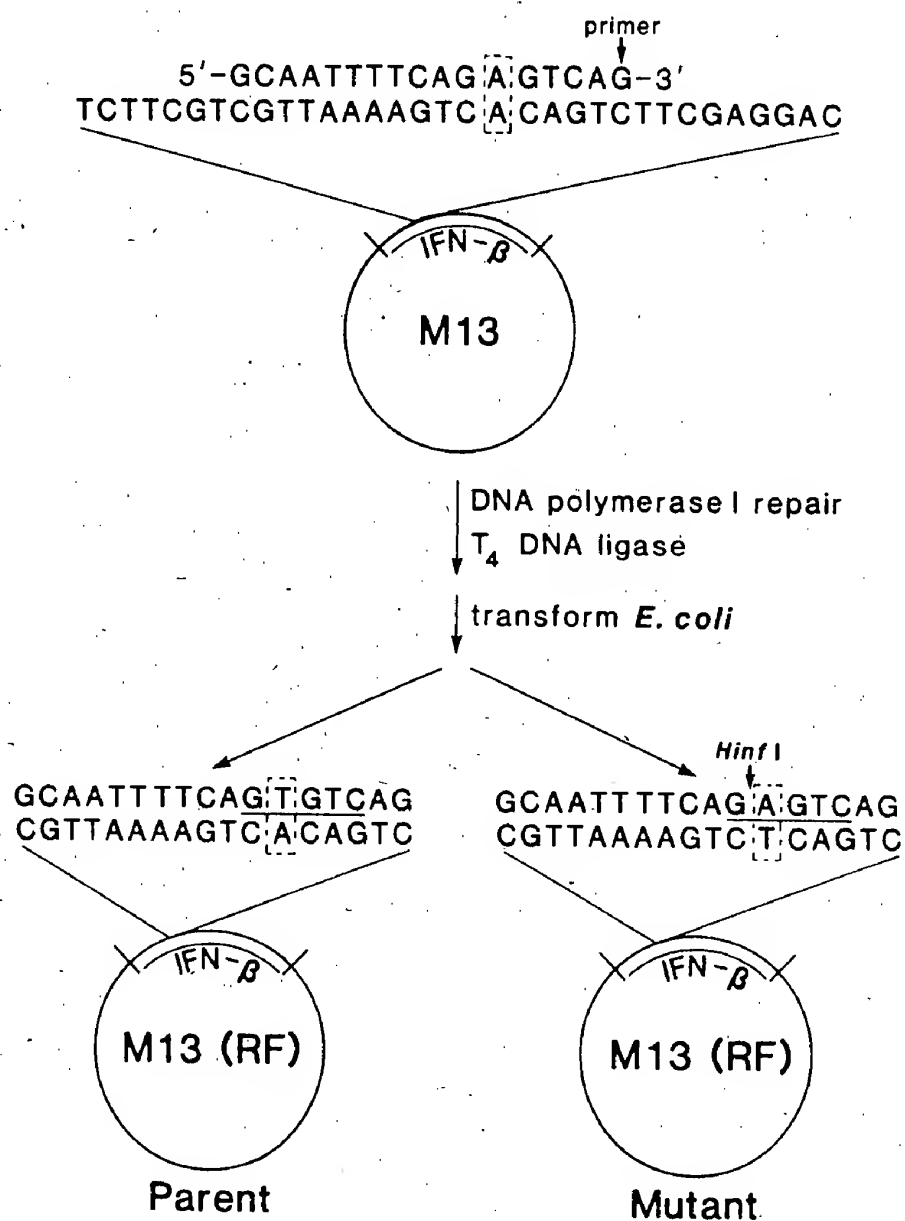 primer
5'-GCAATTTTCAGAGTCAG-3'
TCTTCGTCGTTAAAAGTCACAGTCTTCGAGGAC
IFN-β
M13
DNA polymerase I repair
T4 DNA ligase
transform E. coli
Hinf I
GCAATTTTCAGTGTCAG
CGTTAAAAGTCACAGTC
GCAATTTTCAGAGTCAG
CGTTAAAAGTCTCAGTC
IFN-β
IFN-β
M13 (RF)
M13 (RF)
Parent
Mutant